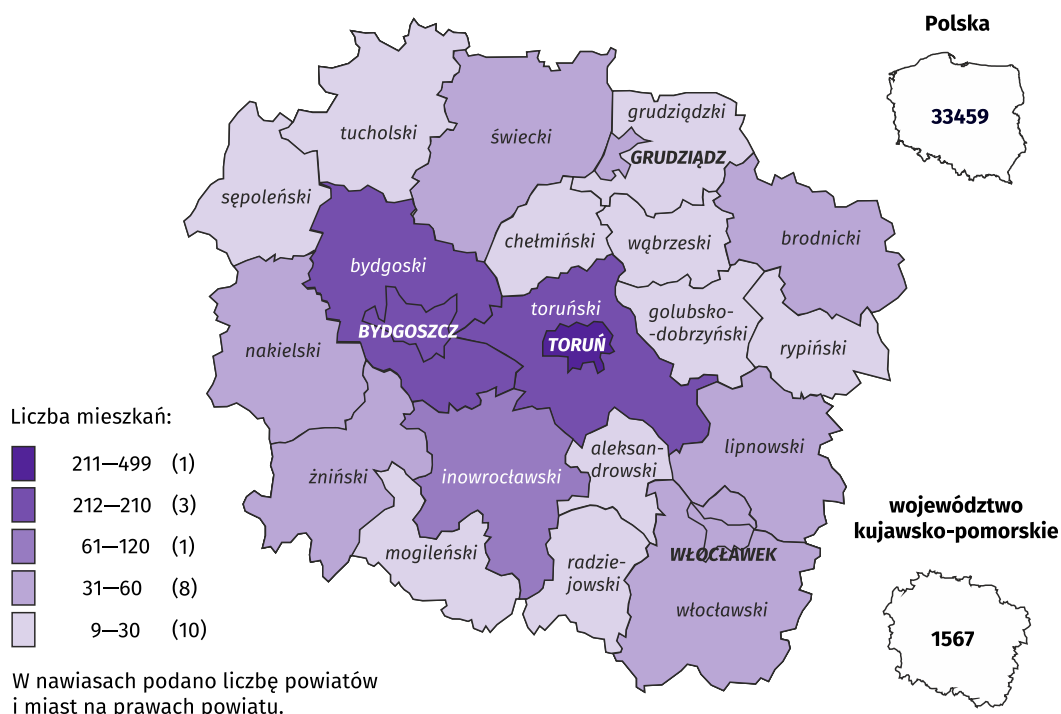 Polska
33459
tucholski
świecki
grudziądzki
GRUDZIĄDZ
sępoleński
chełmiński
wąbrzeski
brodnicki
bydgoski
toruński
golubsko-
-dobrzyński
BYDGOSZCZ
TORUŃ
nakielski
rypiński
Liczba mieszkań:
211—499 (1)
212—210 (3)
61—120 (1)
31—60 (8)
9—30 (10)
aleksan-
drowski
lipnowski
żniński
inowrocławski
mogileński
radzie-
jowski
WŁOCŁAWEK
włocławski
województwo
kujawsko-pomorskie
1567
W nawiasach podano liczbę powiatów
i miast na prawach powiatu.